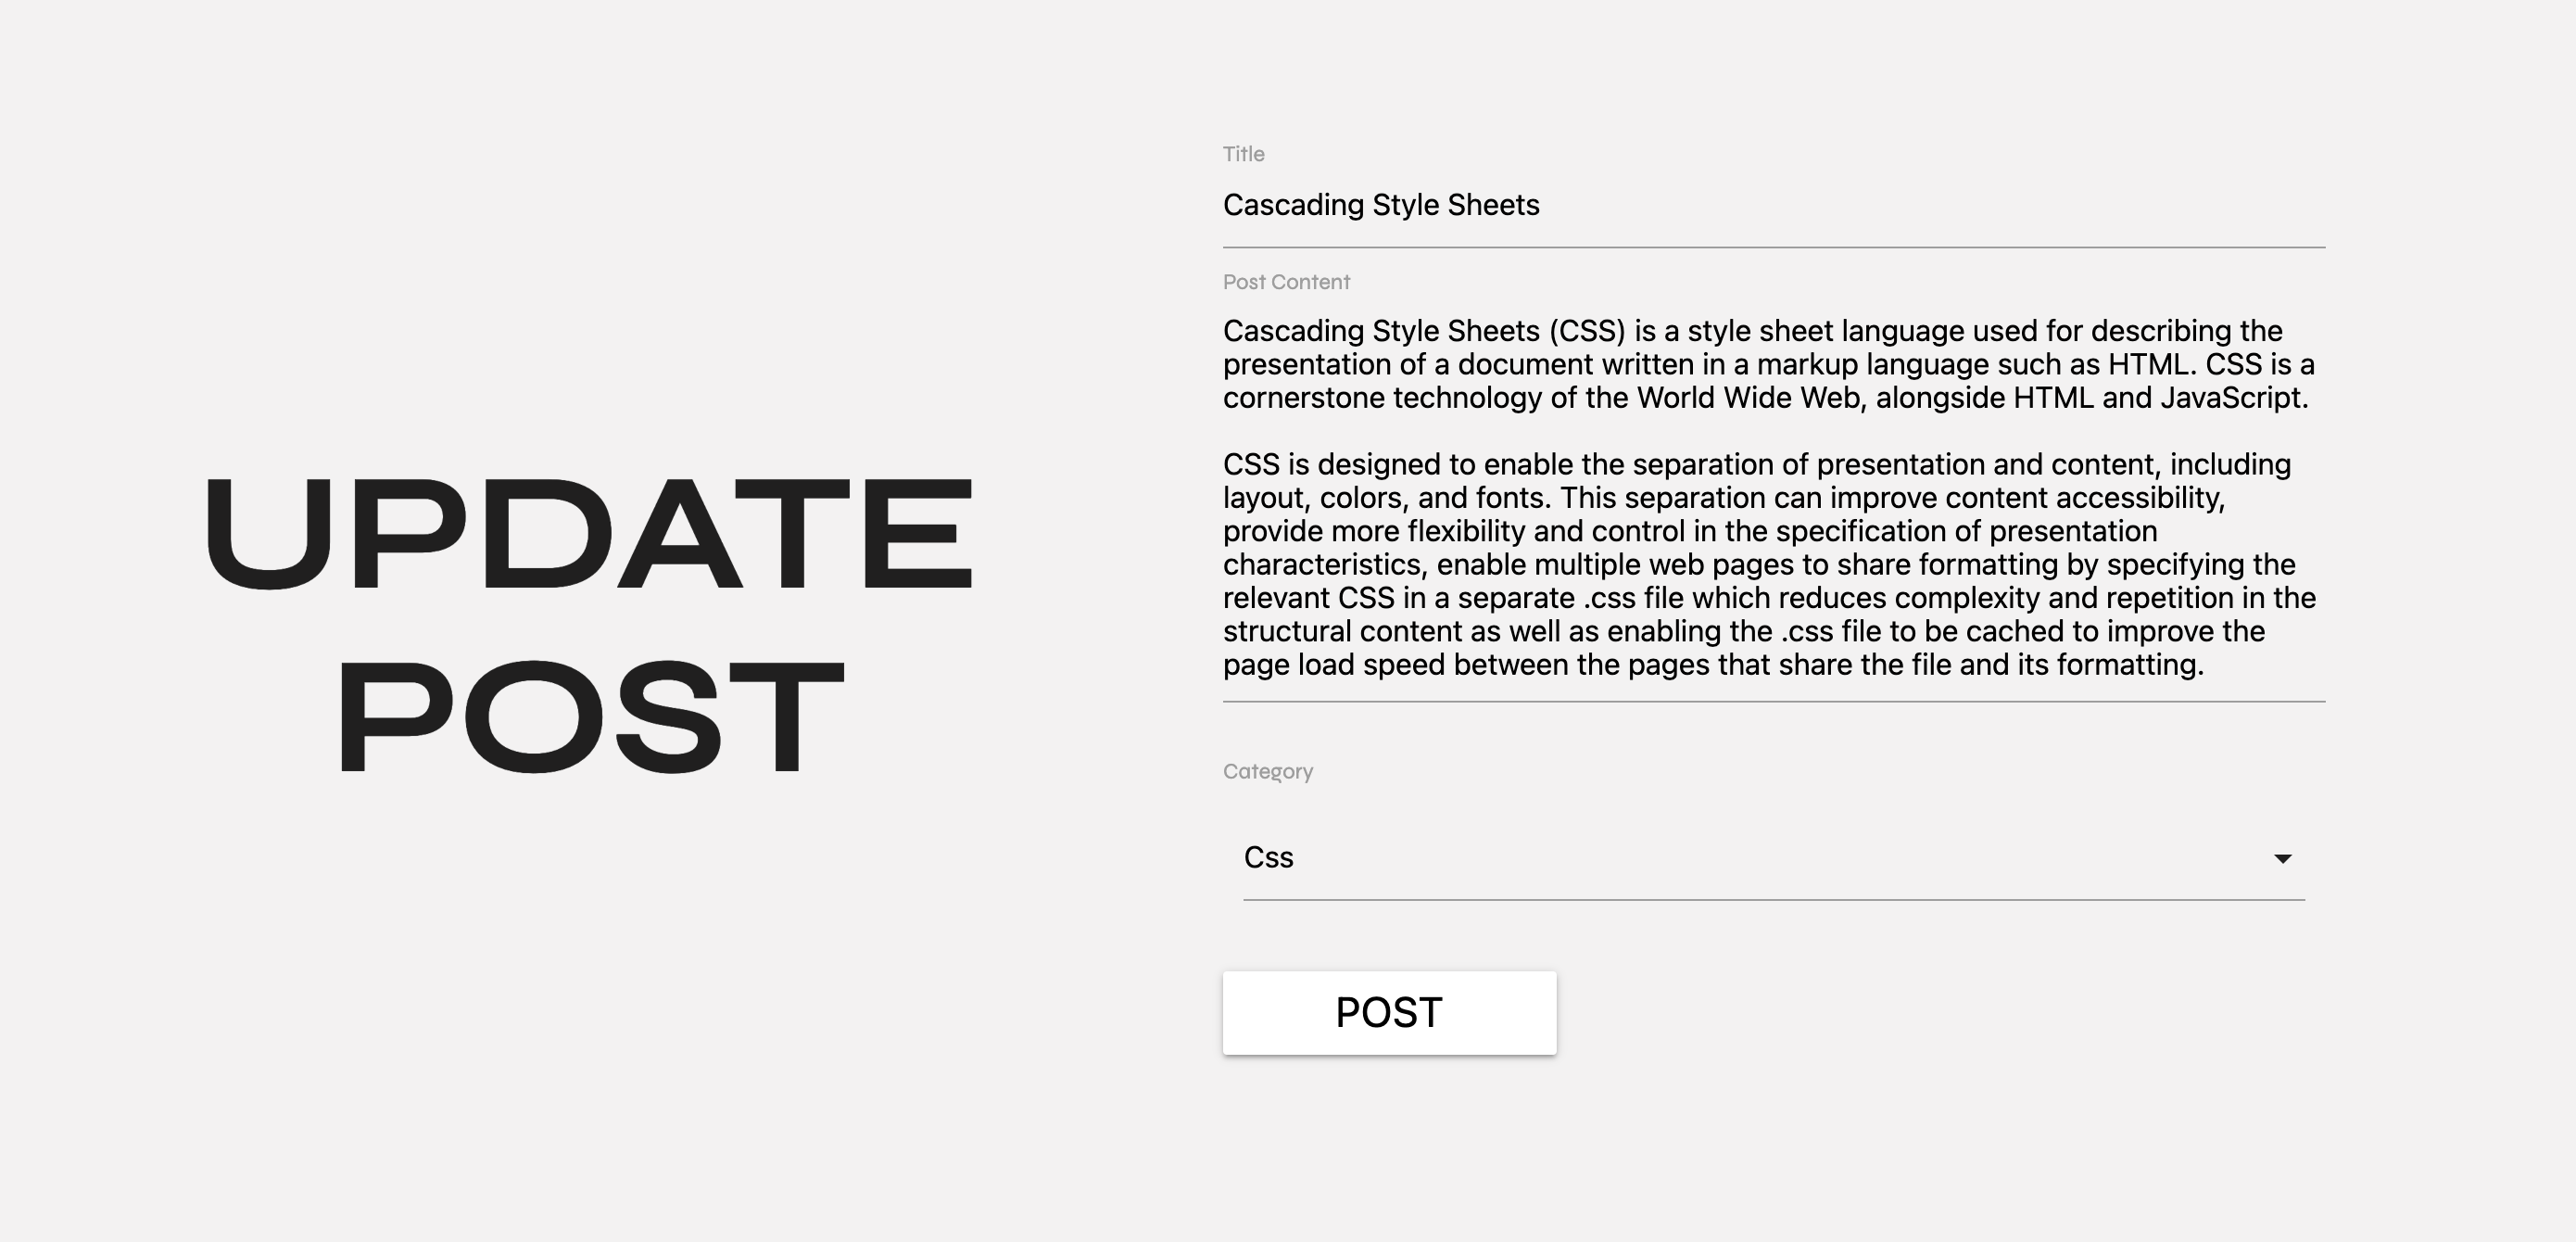 UPDATE
POST
Title
Cascading Style Sheets
Post Content
Cascading Style Sheets (CSS) is a style sheet language used for describing the
presentation of a document written in a markup language such as HTML. CSS is a
cornerstone technology of the World Wide Web, alongside HTML and JavaScript.
CSS is designed to enable the separation of presentation and content, including
layout, colors, and fonts. This separation can improve content accessibility,
provide more flexibility and control in the specification of presentation
characteristics, enable multiple web pages to share formatting by specifying the
relevant CSS in a separate .css file which reduces complexity and repetition in the
structural content as well as enabling the .css file to be cached to improve the
page load speed between the pages that share the file and its formatting.
Category
Css
POST